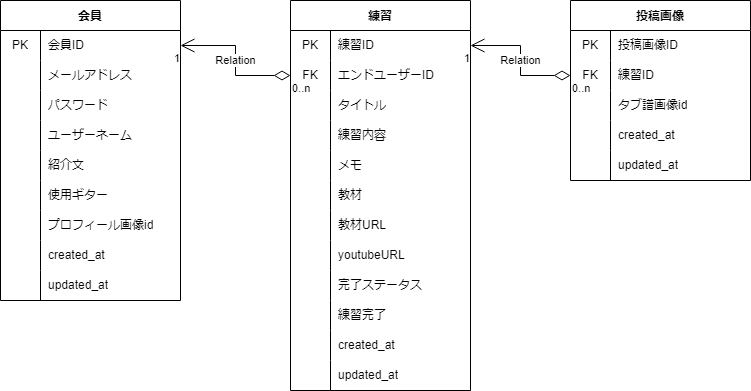 会員
PK 会員ID
メールアドレス
パスワード
ユーザーネーム
紹介文
使用ギター
プロフィール画像id
created_at
updated_at
1
Relation
0..n
練習
PK 練習ID
FK エンドユーザーID
タイトル
練習内容
メモ
教材
教材URL
youtubeURL
完了ステータス
練習完了
created_at
updated_at
1
Relation
0..n
投稿画像
PK 投稿画像ID
FK 練習ID
タブ譜画像id
created_at
updated_at